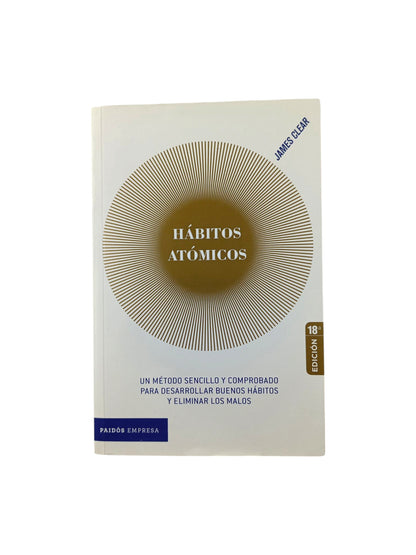 JAMES CLEAR
HÁBITOS
ATÓMICOS
18ª
EDICIÓN
UN MÉTODO SENCILLO Y COMPROBADO
PARA DESARROLLAR BUENOS HÁBITOS
Y ELIMINAR LOS MALOS
PAIDÓS EMPRESA